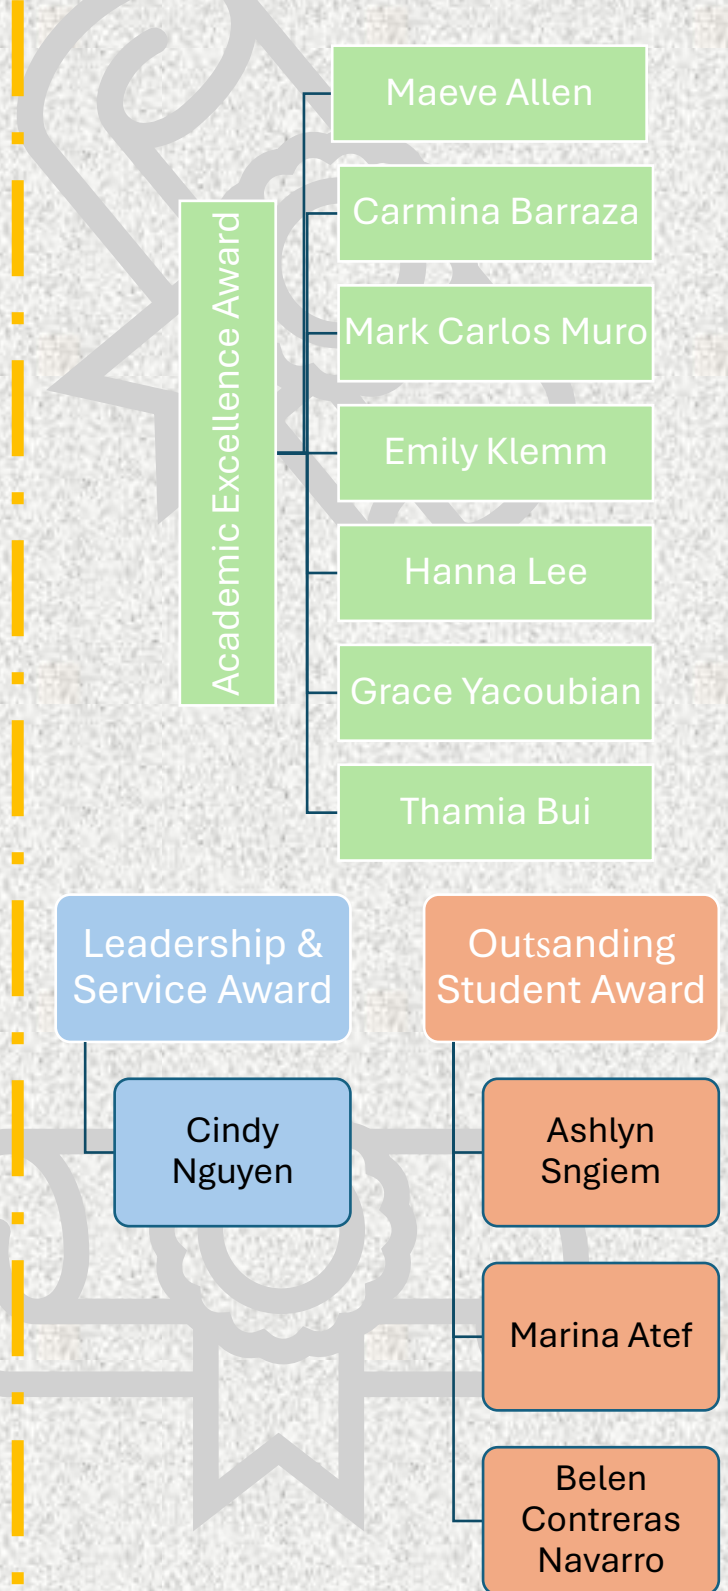 Academic Excellence Award
Maeve Allen
Carmina Barraza
Mark Carlos Muro
Emily Klemm
Hanna Lee
Grace Yacoubian
Thamia Bui
Leadership &
Service Award
Cindy
Nguyen
Outsanding
Student Award
Ashlyn
Sngiem
Marina Atef
Belen
Contreras
Navarro